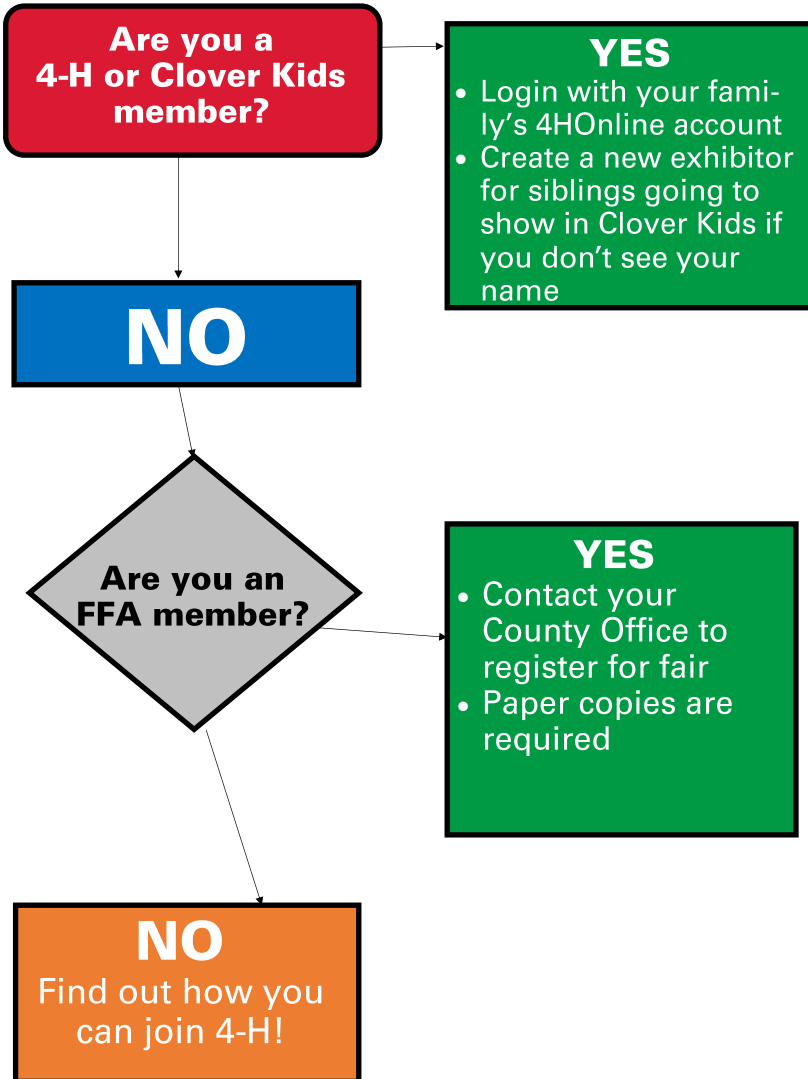 Are you a
4-H or Clover Kids
member?
YES
• Login with your fami-
ly's 4HOnline account
• Create a new exhibitor
for siblings going to
show in Clover Kids if
you don't see your
name
NO
Are you an
FFA member?
YES
• Contact your
County Office to
register for fair
• Paper copies are
required
NO
Find out how you
can join 4-H!